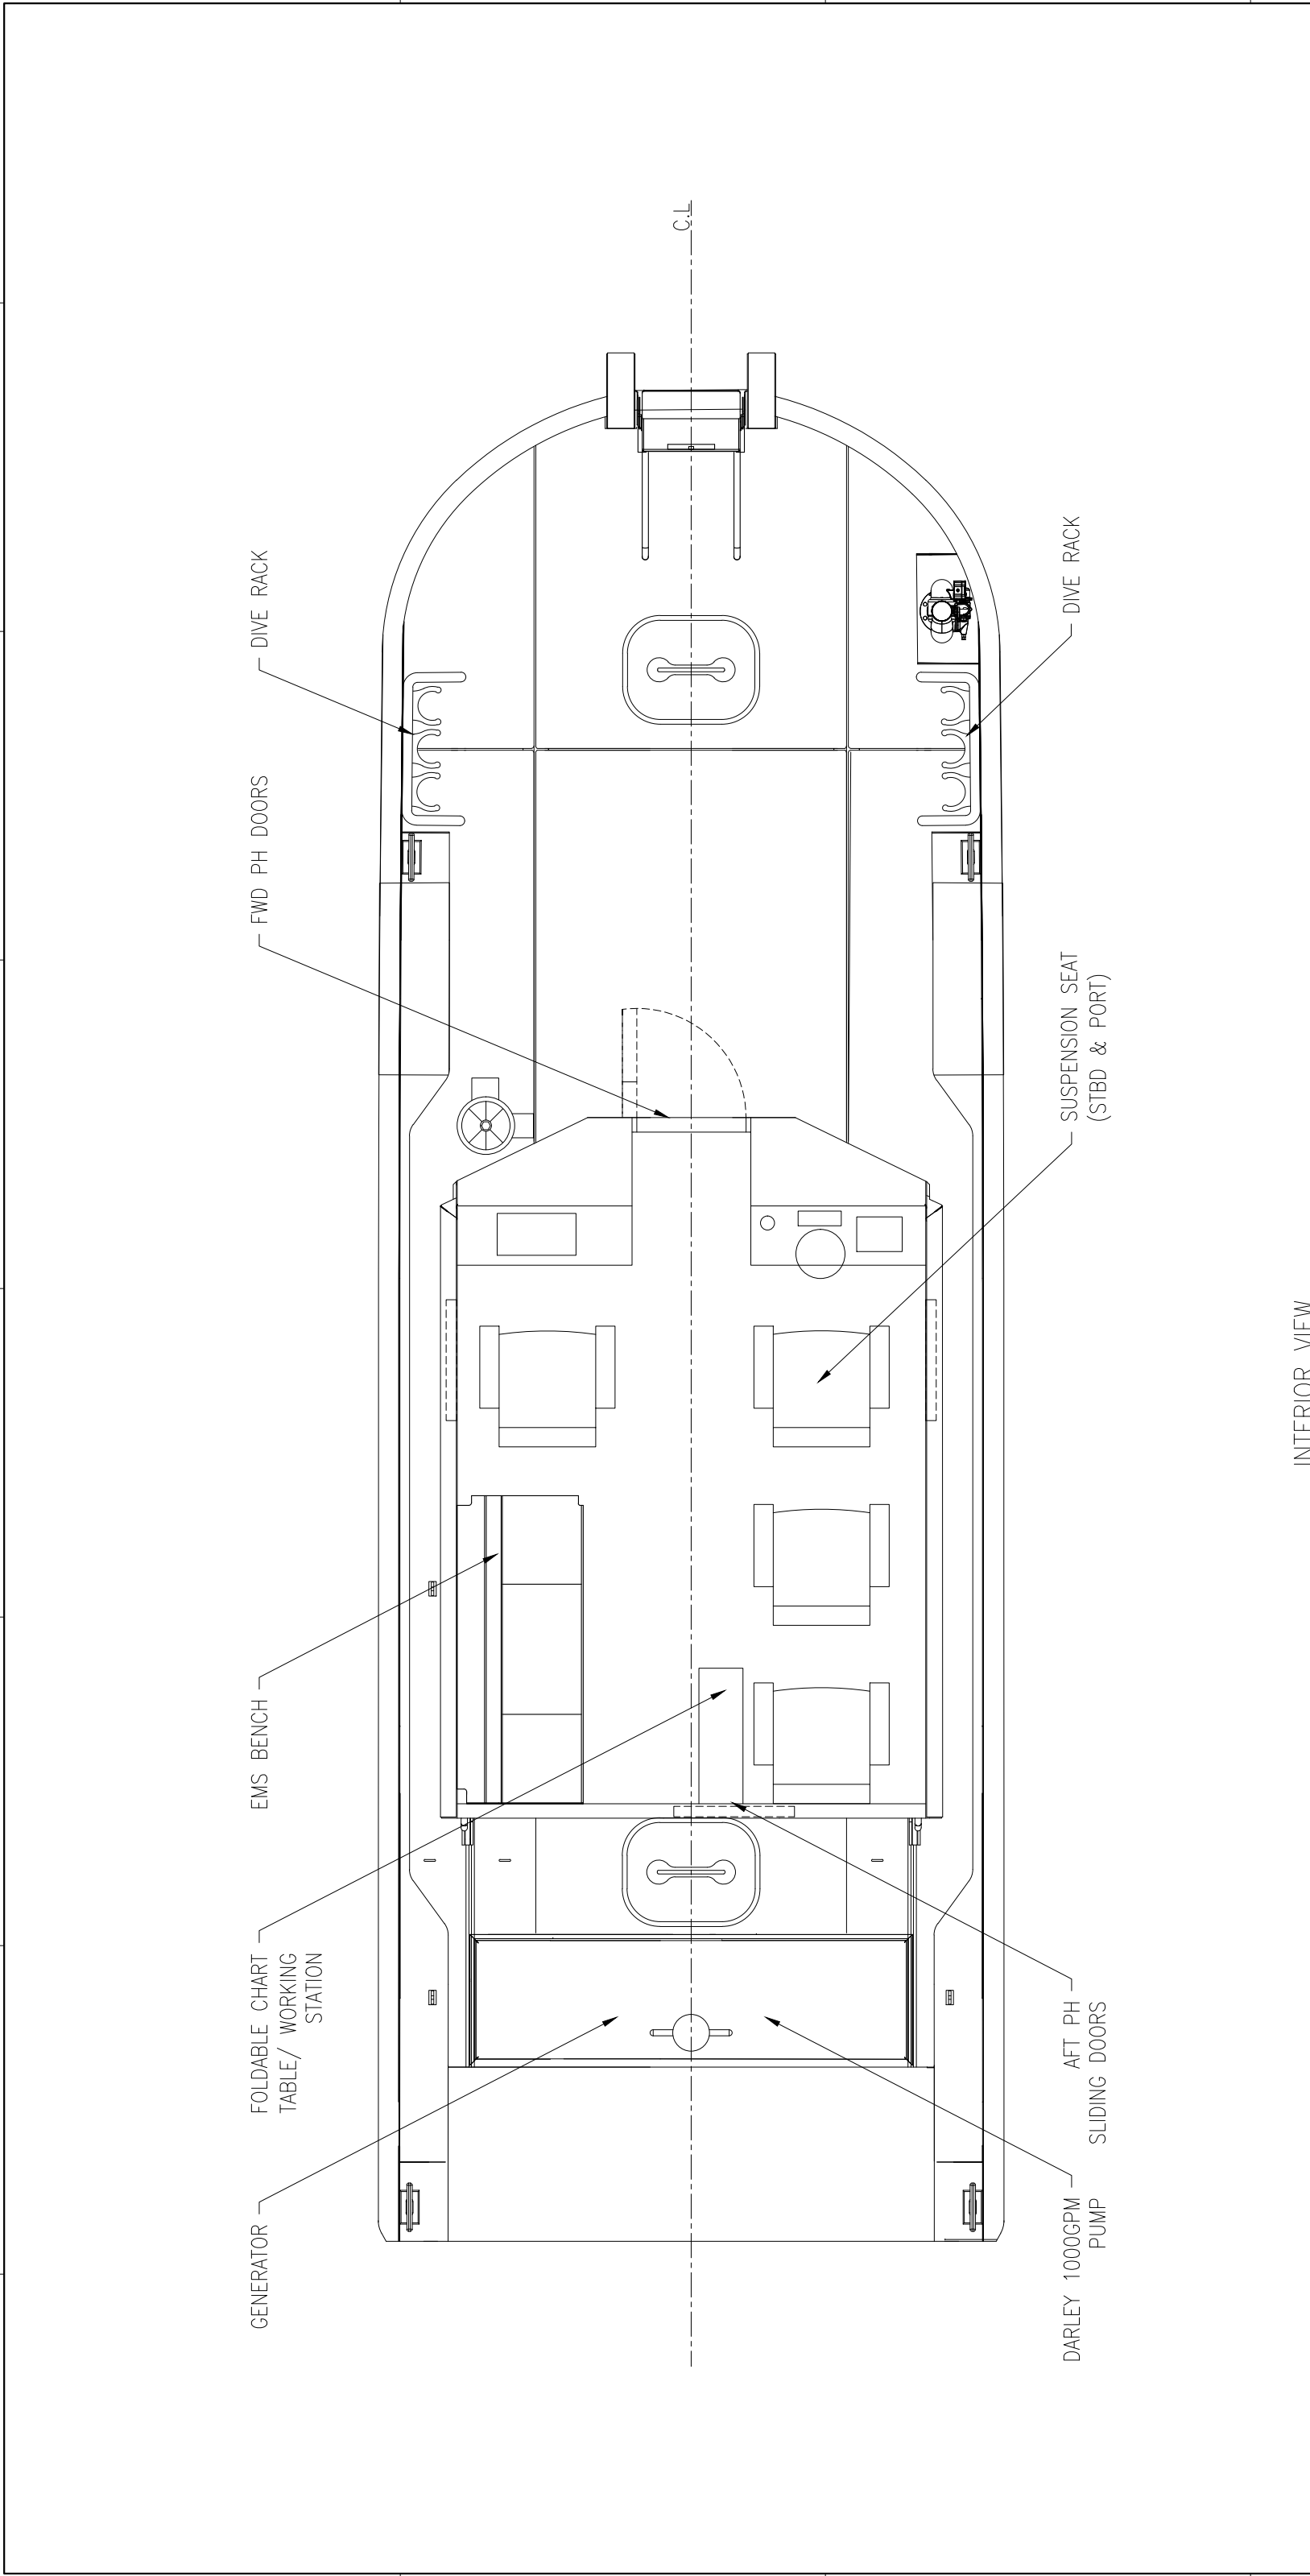 GENERATOR
FOLDABLE CHART
TABLE/ WORKING
STATION
EMS BENCH
FWD PH DOORS
DIVE RACK
C.L
DARLEY 1000GPM
PUMP
AFT PH
SLIDING DOORS
SUSPENSION SEAT
(STBD & PORT)
DIVE RACK
INTERIOR VIEW